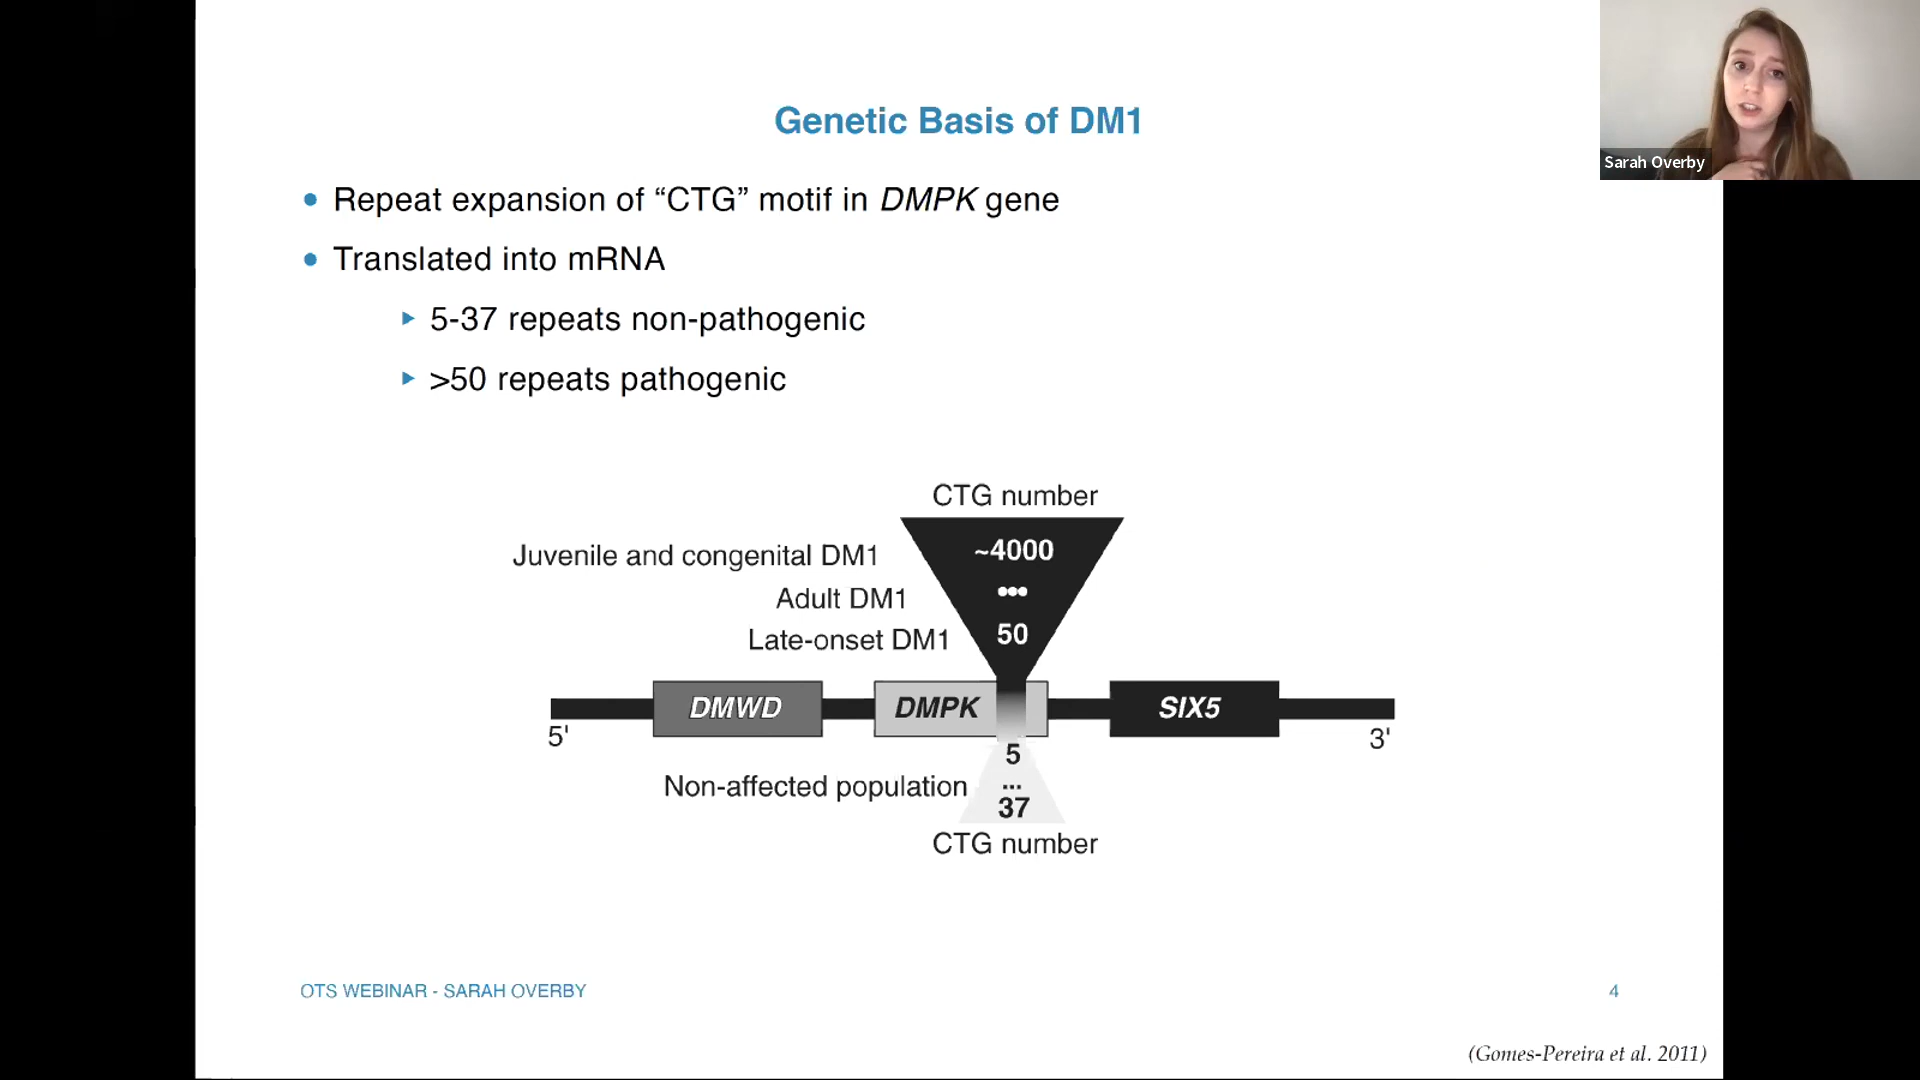 Genetic Basis of DM1
Sarah Overby
• Repeat expansion of “CTG” motif in DMPK gene
• Translated into mRNA
▸ 5-37 repeats non-pathogenic
▸ >50 repeats pathogenic
CTG number
Juvenile and congenital DM1 ~4000
Adult DM1 •••
Late-onset DM1 50
DMWD DMPK SIX5
5' 3'
5
Non-affected population ...
37
CTG number
OTS WEBINAR - SARAH OVERBY 4
(Gomes-Pereira et al. 2011)